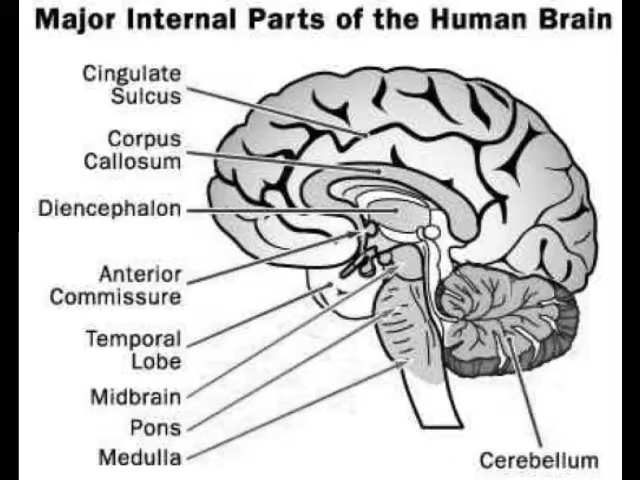 Major Internal Parts of the Human Brain
Cingulate
Sulcus
Corpus
Callosum
Diencephalon
Anterior
Commissure
Temporal
Lobe
Midbrain
Pons
Medulla
Cerebellum